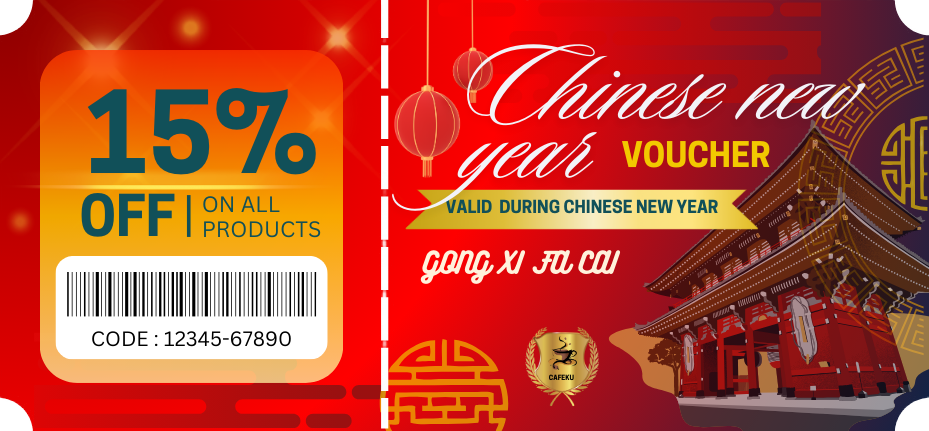 15%
OFF
ON ALL
PRODUCTS
CODE : 12345-67890
Chinese new
year
VOUCHER
VALID DURING CHINESE NEW YEAR
GONG XI FA CAI
CAFEKU